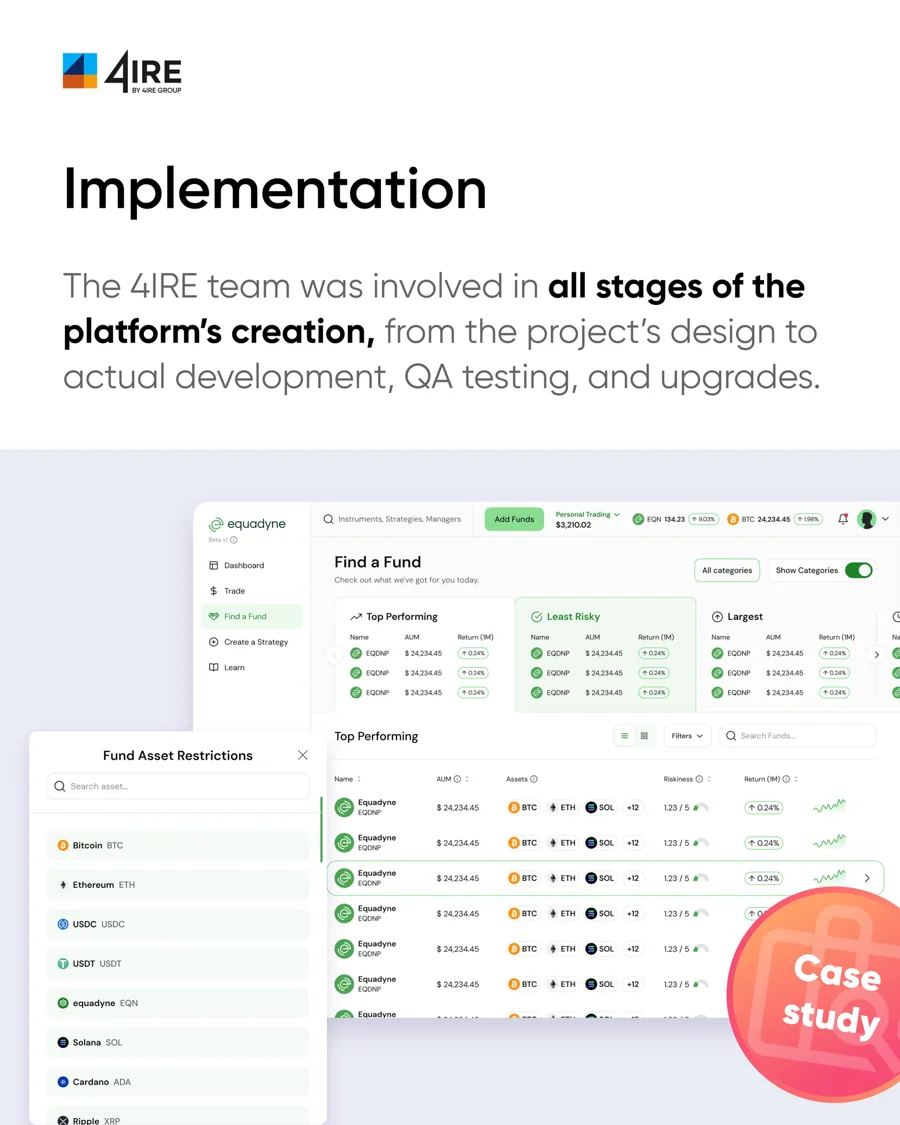 4IRE
BY 4IRE GROUP
Implementation
The 4IRE team was involved in all stages of the
platform's creation, from the project's design to
actual development, QA testing, and upgrades.
equadyne
Beta v1
Dashboard
Trade
Find a Fund
Create a Strategy
Learn
Instruments, Strategies, Managers
Add Funds
Personal Trading
$3,210.02
EQN 134.23 ↑ 9.03%
BTC 24,234.45 ↑ 1.98%
Find a Fund
Check out what we've got for you today.
All categories
Show Categories
Top Performing
Name AUM Return (1M)
EQDNP $ 24,234.45 ↑ 0.24%
EQDNP $ 24,234.45 ↑ 0.24%
EQDNP $ 24,234.45 ↑ 0.24%
Least Risky
Name AUM Return (1M)
EQDNP $ 24,234.45 ↑ 0.24%
EQDNP $ 24,234.45 ↑ 0.24%
EQDNP $ 24,234.45 ↑ 0.24%
Largest
Name AUM Return (1M)
EQDNP $ 24,234.45 ↑ 0.24%
EQDNP $ 24,234.45 ↑ 0.24%
EQDNP $ 24,234.45 ↑ 0.24%
Top Performing
Filters
Search Funds...
Name AUM Assets Riskiness Return (1M)
Equadyne
EQDNP $ 24,234.45 BTC ETH SOL +12 1.23 / 5 ↑ 0.24%
Equadyne
EQDNP $ 24,234.45 BTC ETH SOL +12 1.23 / 5 ↑ 0.24%
Equadyne
EQDNP $ 24,234.45 BTC ETH SOL +12 1.23 / 5 ↑ 0.24%
Equadyne
EQDNP $ 24,234.45 BTC ETH SOL +12 1.23 / 5
Equadyne
EQDNP $ 24,234.45 BTC ETH SOL +12 1.23 / 5
Equadyne
EQDNP $ 24,234.45 BTC ETH SOL +12 1.23 / 5
Equadyne
Fund Asset Restrictions
Search asset...
Bitcoin BTC
Ethereum ETH
USDC USDC
USDT USDT
equadyne EQN
Solana SOL
Cardano ADA
Ripple XRP
Case
study